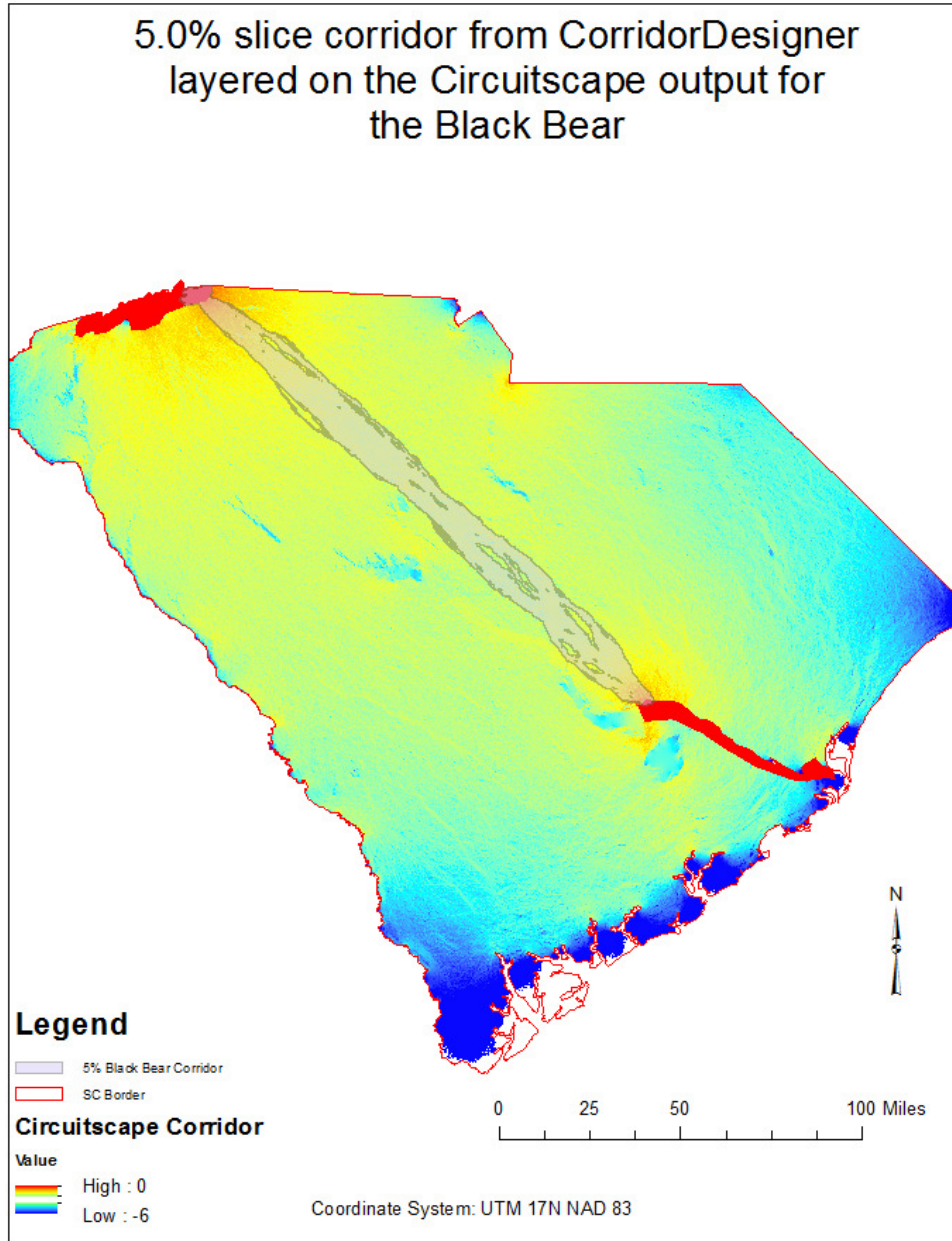 5.0% slice corridor from CorridorDesigner
layered on the Circuitscape output for
the Black Bear
N
Legend
5% Black Bear Corridor
SC Border
Circuitscape Corridor
Value
High : 0
Low : -6
0 25 50 100 Miles
Coordinate System: UTM 17N NAD 83